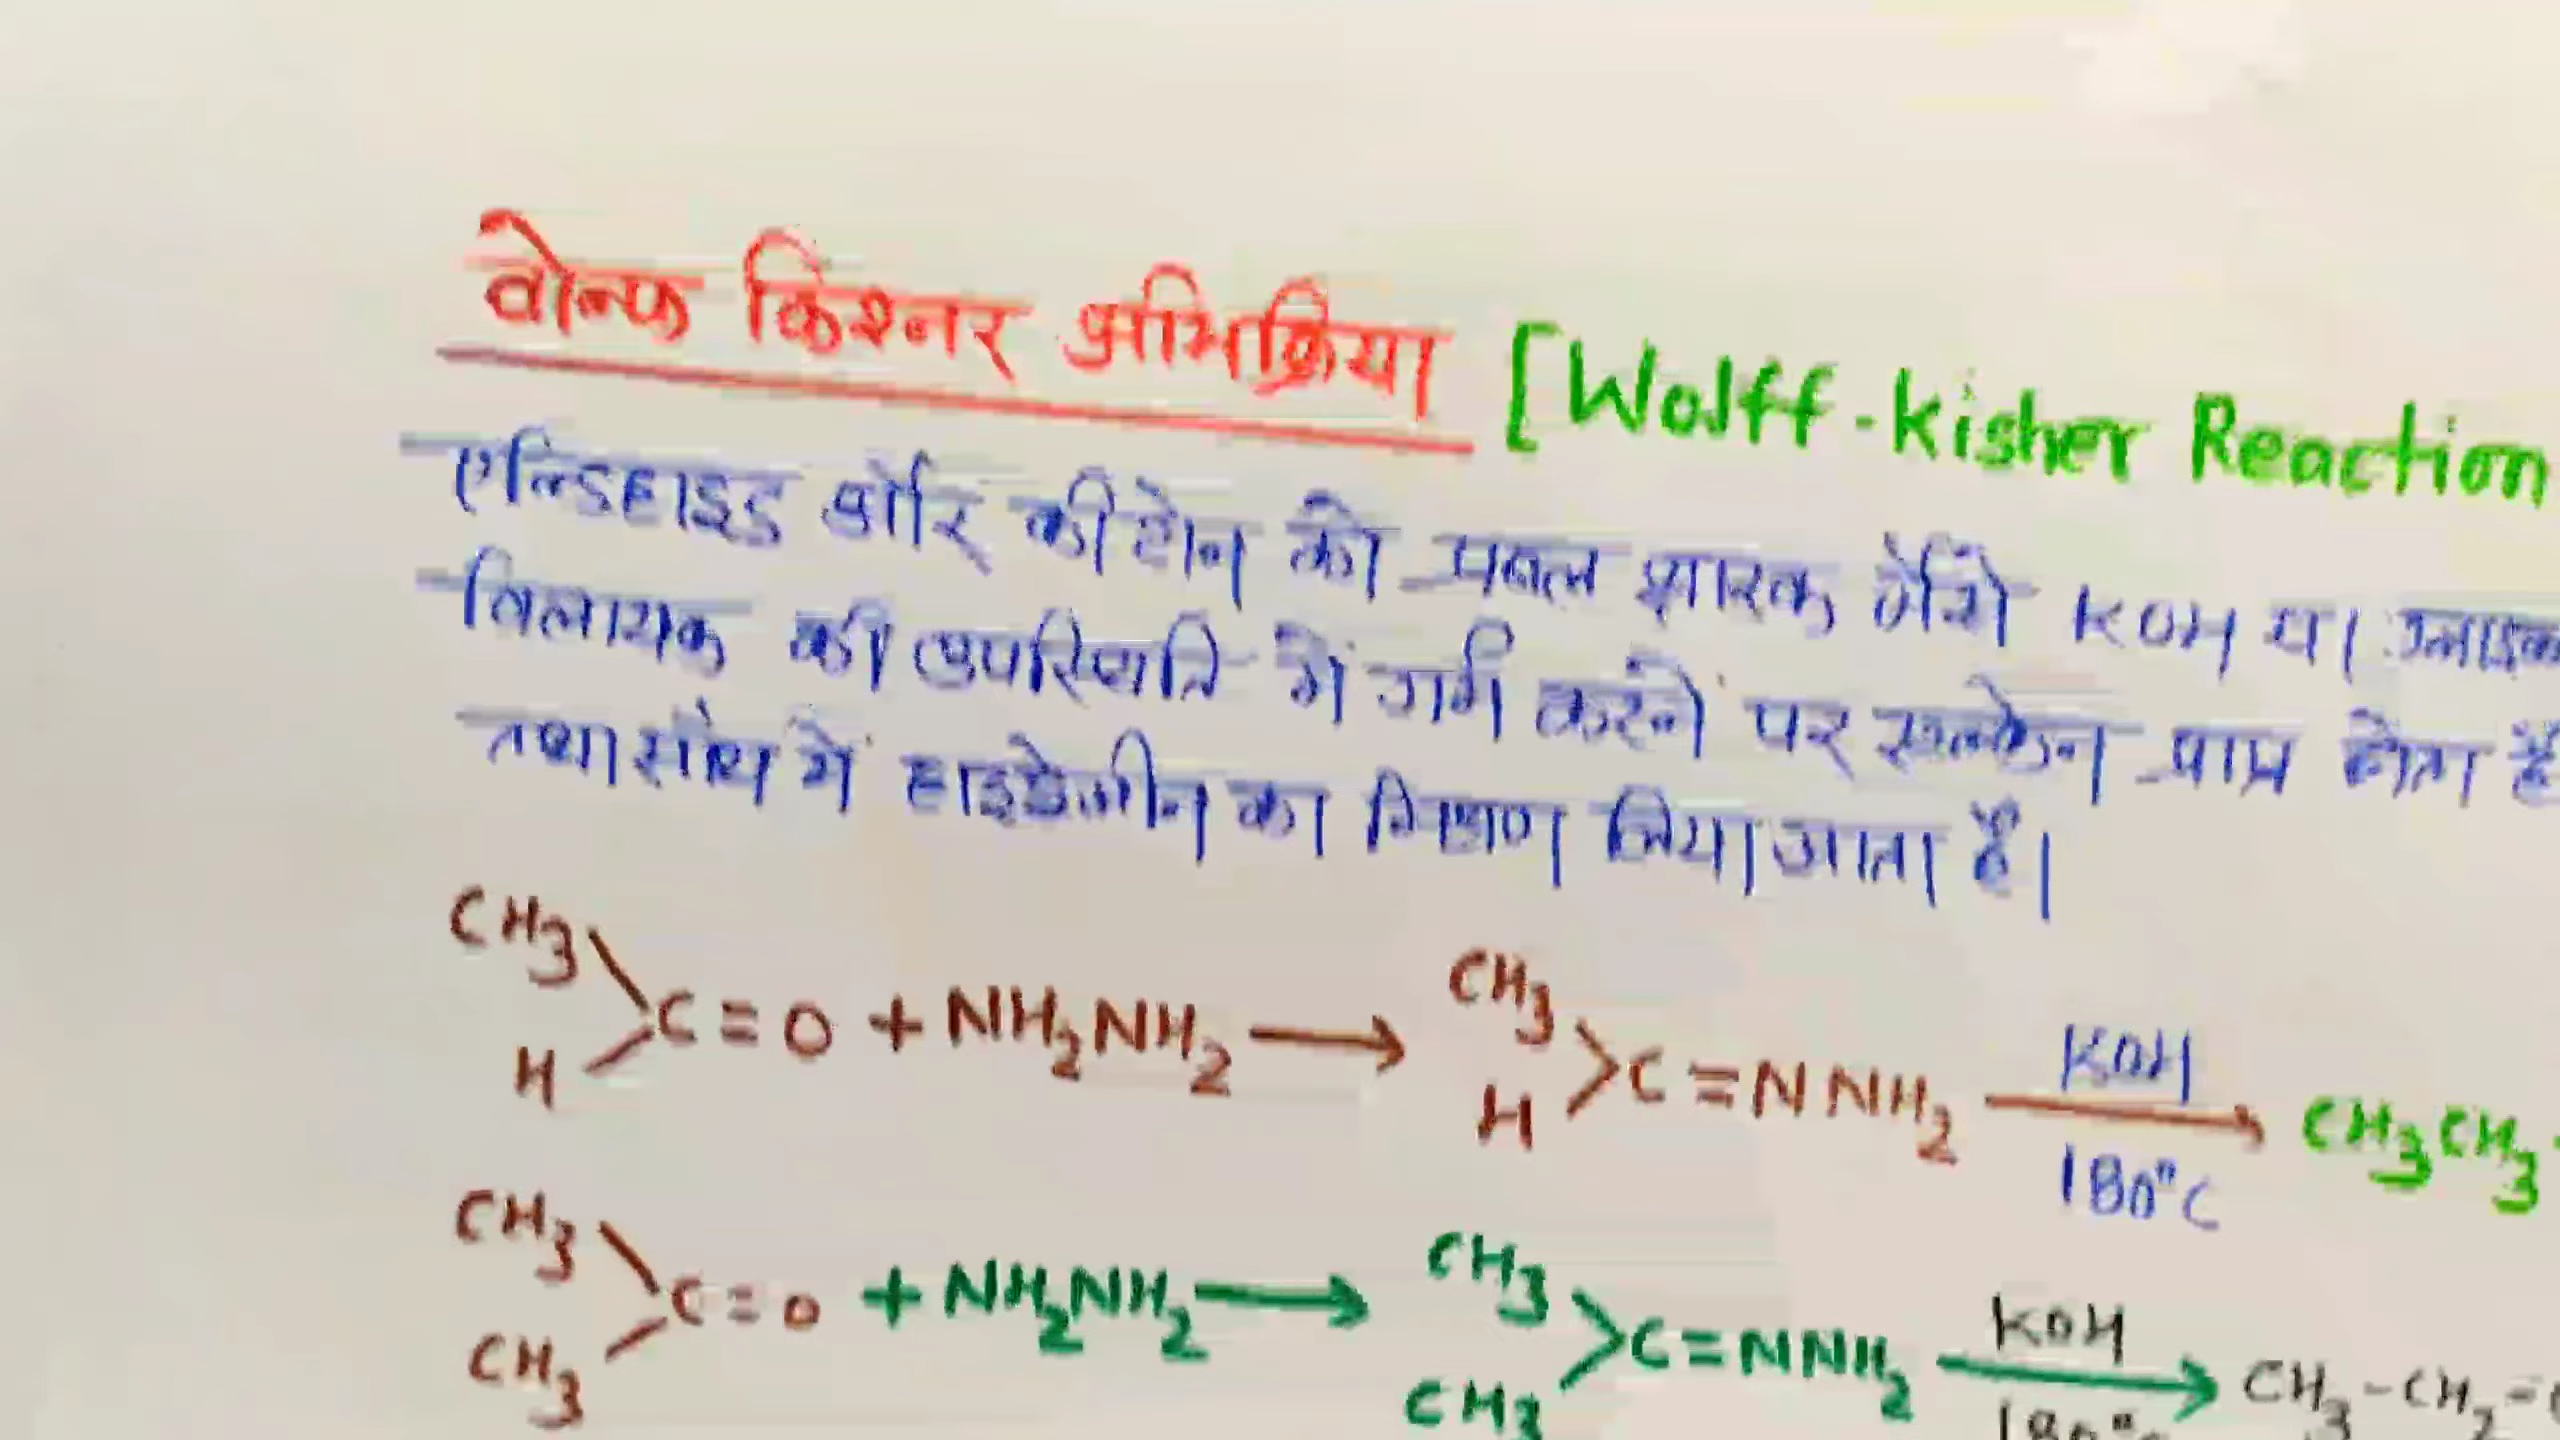 वोल्फ किश्नर अभिक्रिया [Wolff-Kisher Reaction
एल्डिहाइड और कीटोन को प्रबल क्षारक जैसे KOH या
विलायक की उपस्थिति में गर्म करने पर एल्केन प्राप्त होता है
तथा में हाइड्रेजीन का लिया जाता है।
CH3 CH3
C=O + NH2NH2 → C=NNH2 KOH → CH3CH3
H H 180°C
CH3 CH3
C=O + NH2NH2 → C=NNH2 KOH → CH3-CH2-
CH3 CH3 180°